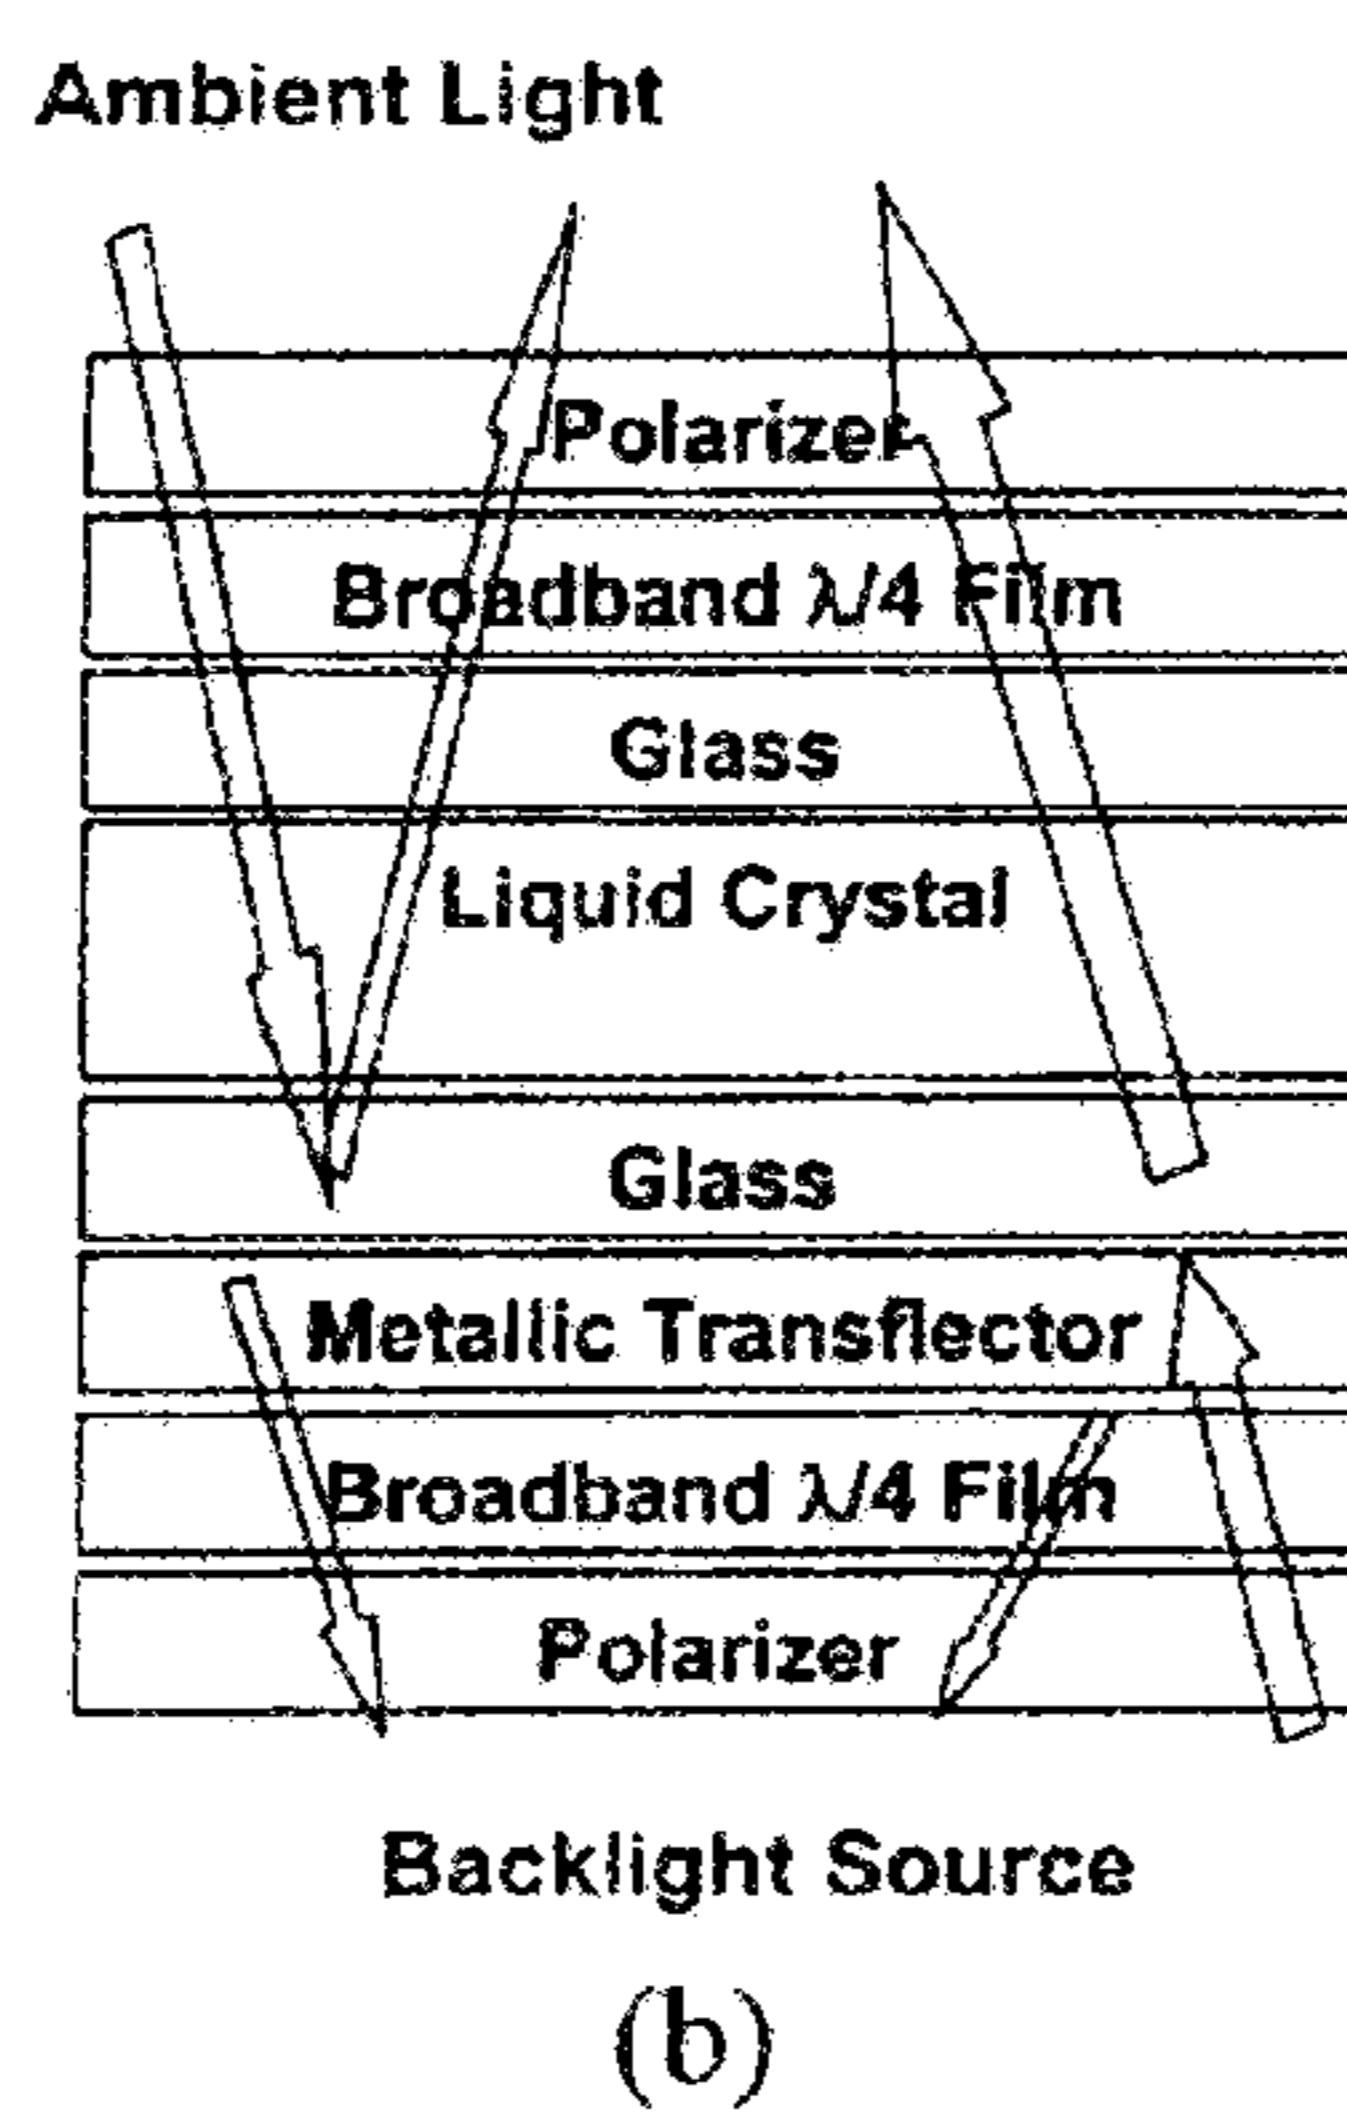 Ambient Light
Polarizer
Broadband λ/4 Film
Glass
Liquid Crystal
Glass
Metallic Transflector
Broadband λ/4 Film
Polarizer
Backlight Source
(b)